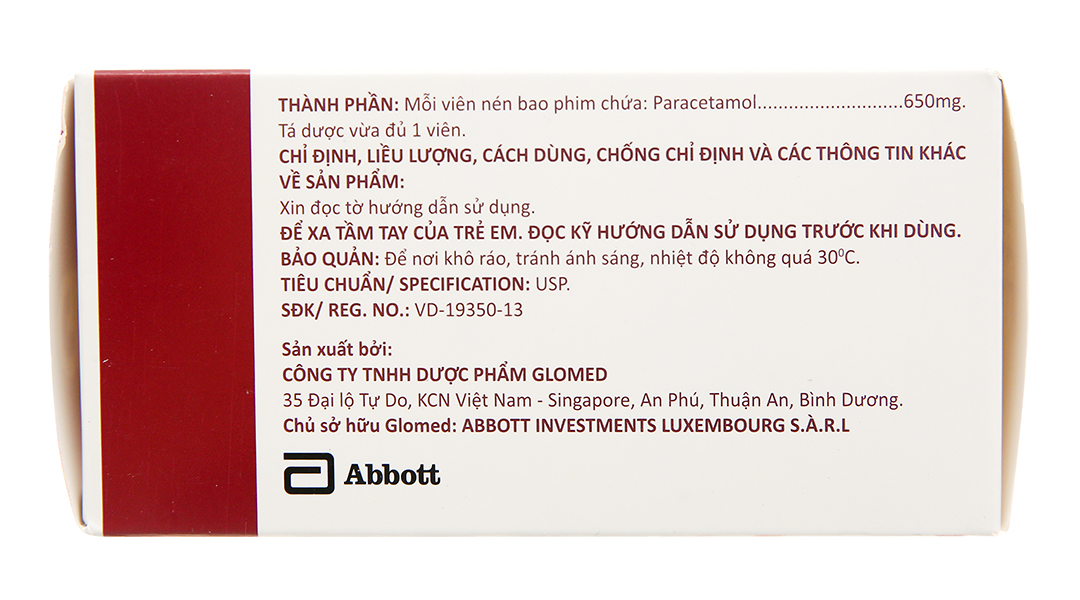 THÀNH PHẦN: Mỗi viên nén bao phim chứa: Paracetamol............................650mg.
Tá dược vừa đủ 1 viên.
CHỈ ĐỊNH, LIỀU LƯỢNG, CÁCH DÙNG, CHỐNG CHỈ ĐỊNH VÀ CÁC THÔNG TIN KHÁC
VỀ SẢN PHẨM:
Xin đọc tờ hướng dẫn sử dụng.
ĐỂ XA TẦM TAY CỦA TRẺ EM. ĐỌC KỸ HƯỚNG DẪN SỬ DỤNG TRƯỚC KHI DÙNG.
BẢO QUẢN: Để nơi khô ráo, tránh ánh sáng, nhiệt độ không quá 30⁰C.
TIÊU CHUẨN/ SPECIFICATION: USP.
SĐK/ REG. NO.: VD-19350-13
Sản xuất bởi:
CÔNG TY TNHH DƯỢC PHẨM GLOMED
35 Đại lộ Tự Do, KCN Việt Nam - Singapore, An Phú, Thuận An, Bình Dương.
Chủ sở hữu Glomed: ABBOTT INVESTMENTS LUXEMBOURG S.À.R.L
Abbott